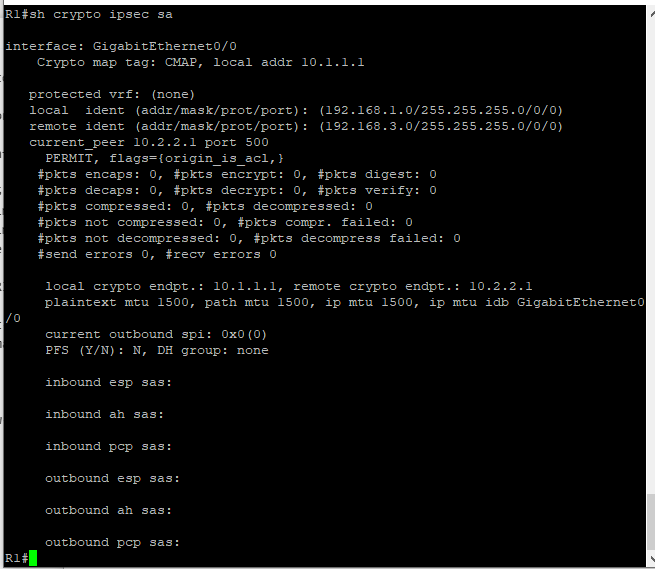 R1#sh crypto ipsec sa
interface: GigabitEthernet0/0
Crypto map tag: CMAP, local addr 10.1.1.1
protected vrf: (none)
local  ident (addr/mask/prot/port): (192.168.1.0/255.255.255.0/0/0)
remote ident (addr/mask/prot/port): (192.168.3.0/255.255.255.0/0/0)
current_peer 10.2.2.1 port 500
PERMIT, flags={origin_is_acl,}
#pkts encaps: 0, #pkts encrypt: 0, #pkts digest: 0
#pkts decaps: 0, #pkts decrypt: 0, #pkts verify: 0
#pkts compressed: 0, #pkts decompressed: 0
#pkts not compressed: 0, #pkts compr. failed: 0
#pkts not decompressed: 0, #pkts decompress failed: 0
#send errors 0, #recv errors 0
local crypto endpt.: 10.1.1.1, remote crypto endpt.: 10.2.2.1
plaintext mtu 1500, path mtu 1500, ip mtu 1500, ip mtu idb GigabitEthernet0
/0
current outbound spi: 0x0(0)
PFS (Y/N): N, DH group: none
inbound esp sas:
inbound ah sas:
inbound pcp sas:
outbound esp sas:
outbound ah sas:
outbound pcp sas:
R1#